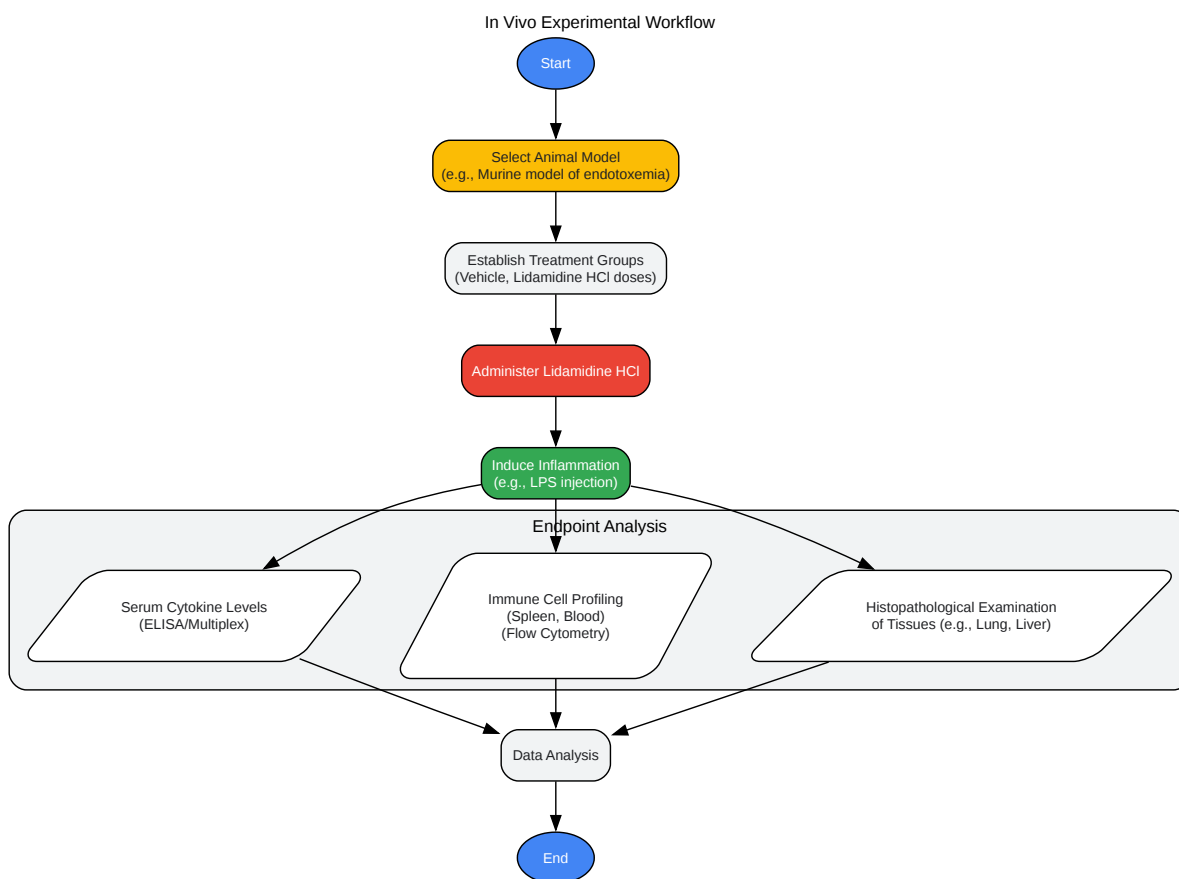 In Vivo Experimental Workflow
Start
Select Animal Model
(e.g., Murine model of endotoxemia)
Establish Treatment Groups
(Vehicle, Lidamidine HCl doses)
Administer Lidamidine HCl
Induce Inflammation
(e.g., LPS injection)
Endpoint Analysis
Serum Cytokine Levels
(ELISA/Multiplex)
Immune Cell Profiling
(Spleen, Blood)
(Flow Cytometry)
Histopathological Examination
of Tissues (e.g., Lung, Liver)
Data Analysis
End